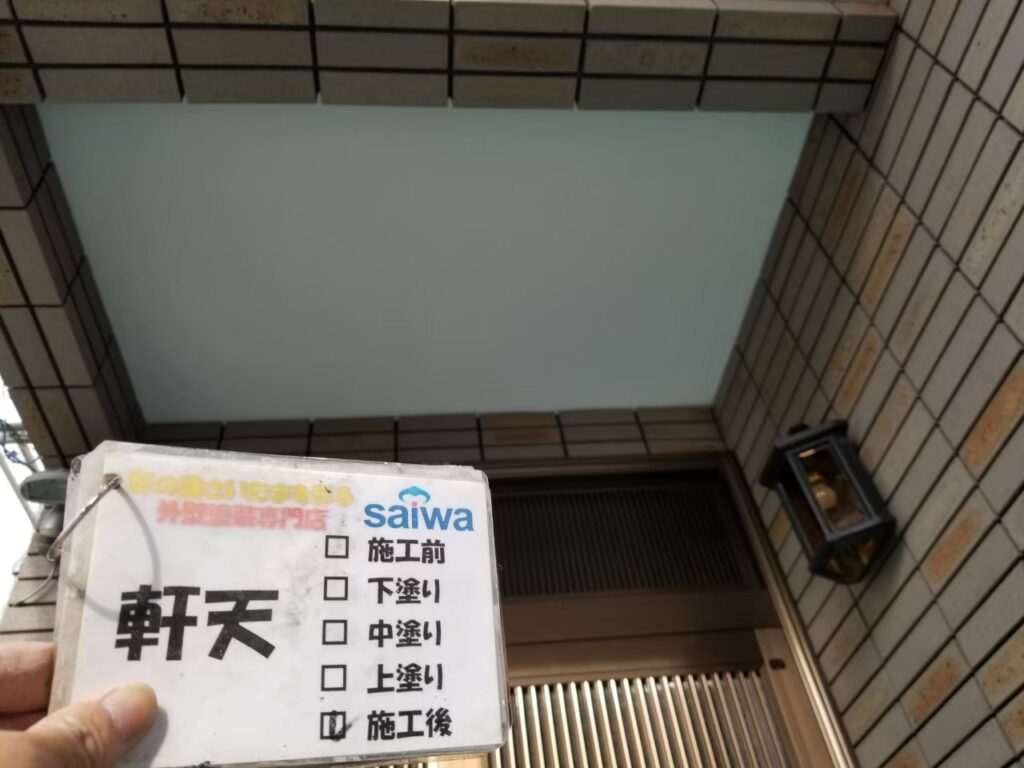 外壁塗装専門店
saiwa
軒天
施工前
下塗り
中塗り
上塗り
施工後